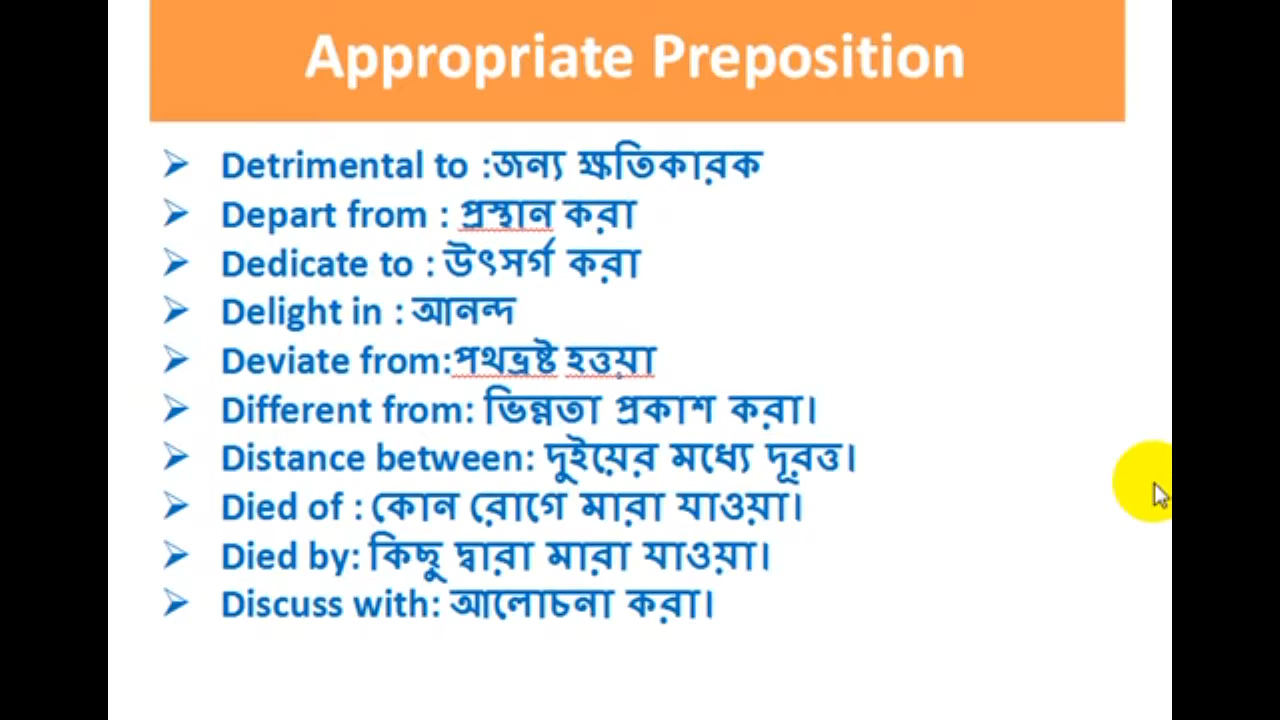 Appropriate Preposition
➢ Detrimental to :জন্য ক্ষতিকারক
➢ Depart from : প্রস্থান করা
➢ Dedicate to : উৎসর্গ করা
➢ Delight in : আনন্দ
➢ Deviate from:পথভ্রষ্ট হত্তয়া
➢ Different from: ভিন্নতা প্রকাশ করা।
➢ Distance between: দুইয়ের মধ্যে দূরত্ত।
➢ Died of : কোন রোগে মারা যাওয়া।
➢ Died by: কিছু দ্বারা মারা যাওয়া।
➢ Discuss with: আলোচনা করা।